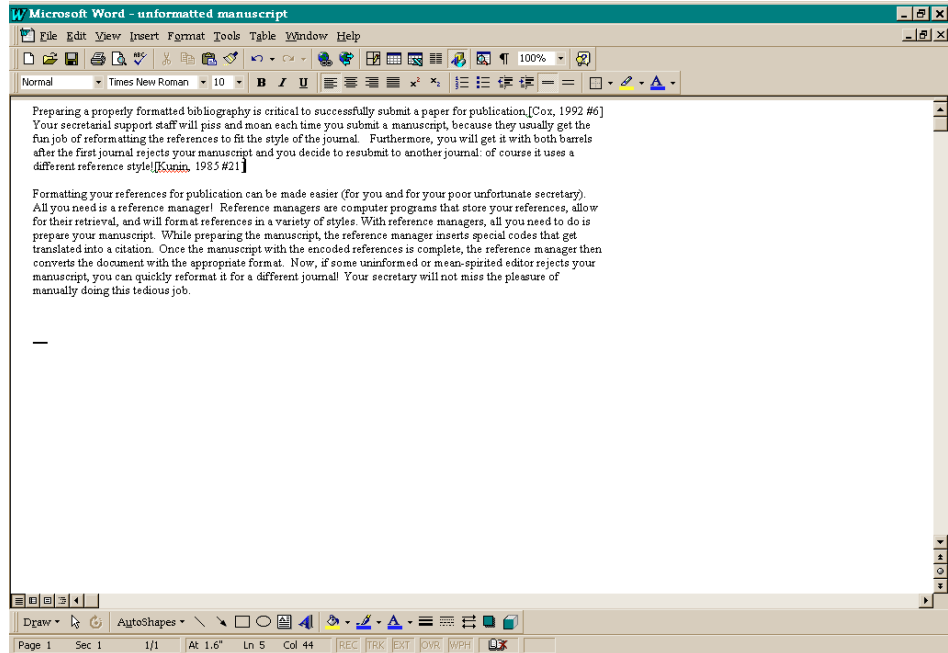 Microsoft Word - unformatted manuscript
File Edit View Insert Format Tools Table Window Help
100%
Normal Times New Roman 10 B I U
Preparing a properly formatted bibliography is critical to successfully submit a paper for publication,[Cox, 1992 #6]
Your secretarial support staff will piss and moan each time you submit a manuscript, because they usually get the
fun job of reformatting the references to fit the style of the journal. Furthermore, you will get it with both barrels
after the first journal rejects your manuscript and you decide to resubmit to another journal: of course it uses a
different reference style![Kunin, 1985 #21]
Formatting your references for publication can be made easier (for you and for your poor unfortunate secretary).
All you need is a reference manager! Reference managers are computer programs that store your references, allow
for their retrieval, and will format references in a variety of styles. With reference managers, all you need to do is
prepare your manuscript. While preparing the manuscript, the reference manager inserts special codes that get
translated into a citation. Once the manuscript with the encoded references is complete, the reference manager then
converts the document with the appropriate format. Now, if some uninformed or mean-spirited editor rejects your
manuscript, you can quickly reformat it for a different journal! Your secretary will not miss the pleasure of
manually doing this tedious job.
Draw AutoShapes
Page 1 Sec 1 1/1 At 1.6" Ln 5 Col 44 REC TRK EXT OVR WPH